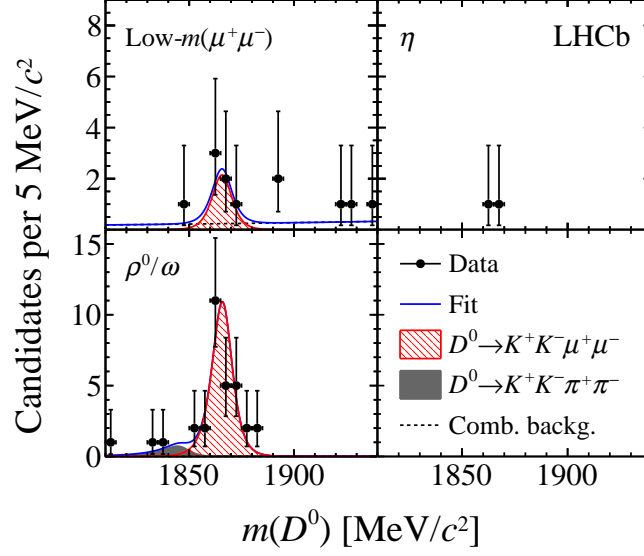 Candidates per 5 MeV/c²
Low-m(μ⁺μ⁻)
η
LHCb
8
6
4
2
0
ρ⁰/ω
15
10
5
0
Data
Fit
D⁰→K⁺K⁻μ⁺μ⁻
D⁰→K⁺K⁻π⁺π⁻
Comb. backg.
1850 1900 1850 1900
m(D⁰) [MeV/c²]